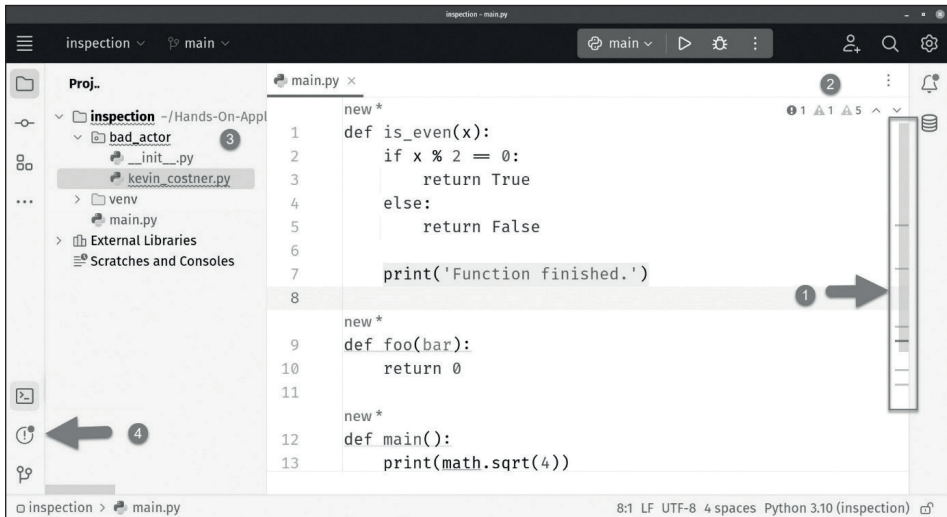 inspection – main.py
inspection main main
Proj..
inspection ~/Hands-On-Appl
bad_actor 3
__init__.py
kevin_costner.py
venv
main.py
External Libraries
Scratches and Consoles
4
main.py ×
2
1 1 5
new *
1 def is_even(x):
2 if x % 2 == 0:
3 return True
4 else:
5 return False
6
7 print('Function finished.')
8
1
new *
9 def foo(bar):
10 return 0
11
new *
12 def main():
13 print(math.sqrt(4))
inspection > main.py 8:1 LF UTF-8 4 spaces Python 3.10 (inspection)